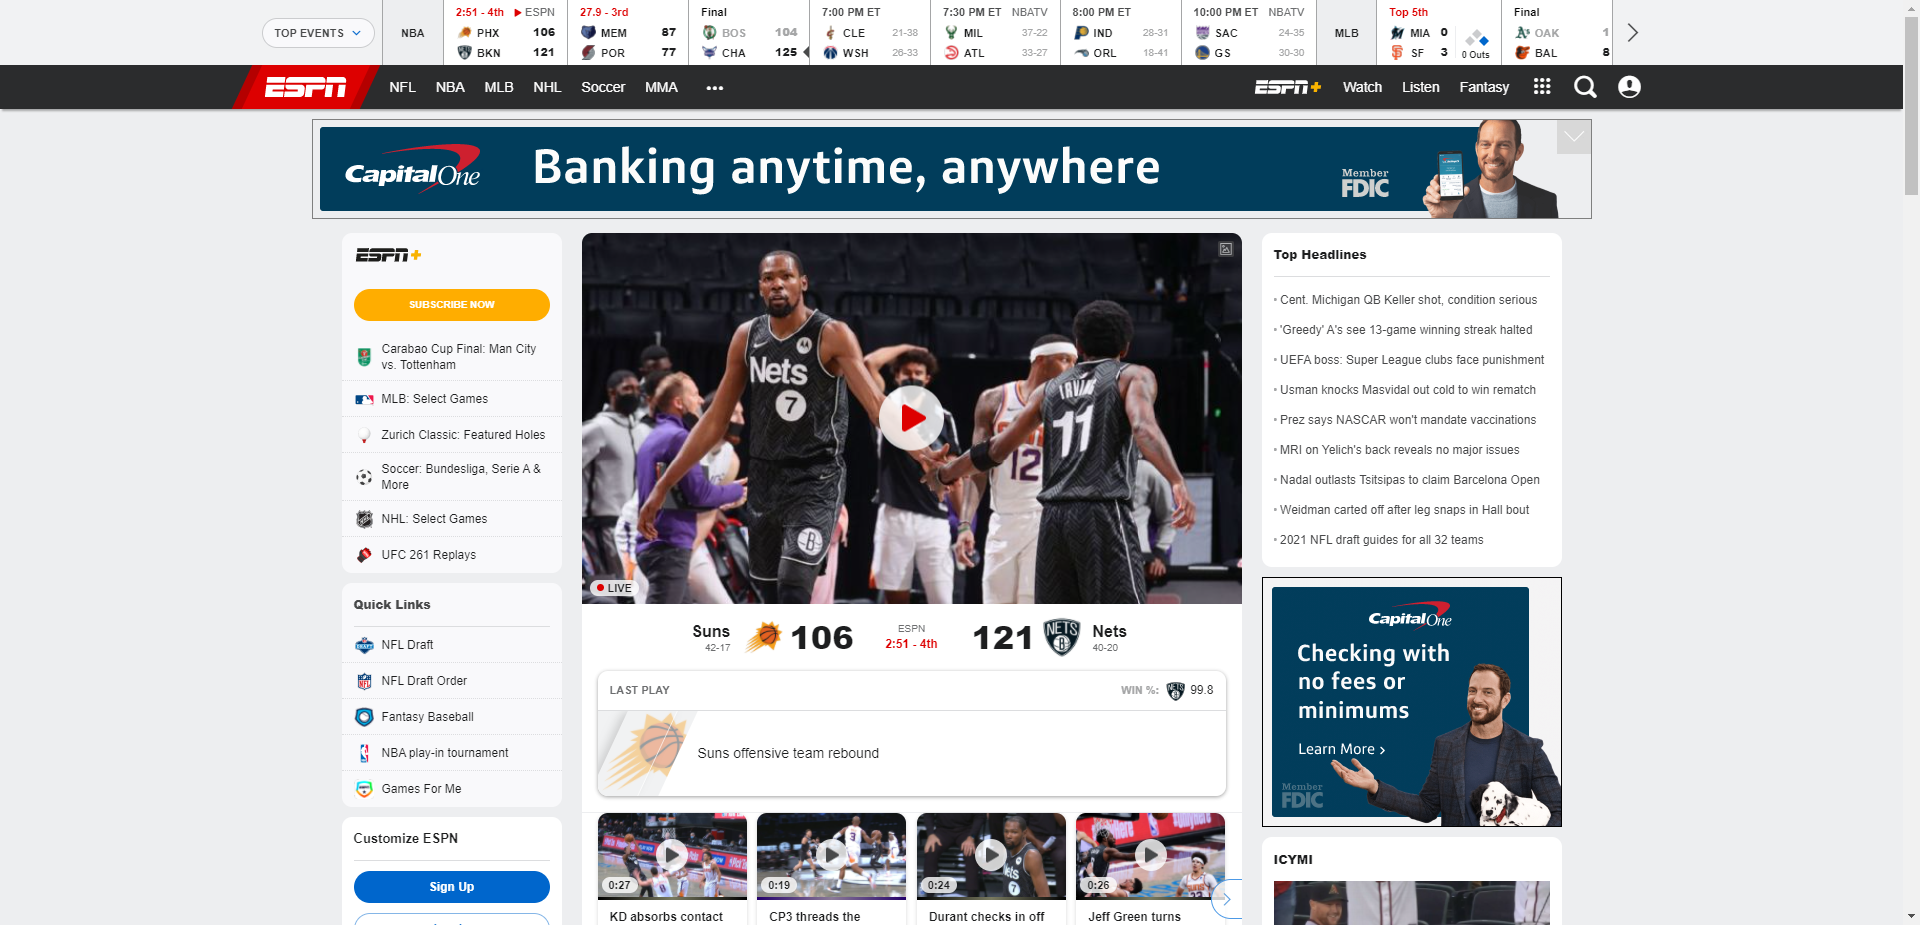 TOP EVENTS
NBA
2:51 - 4th ESPN
PHX 106
BKN 121
27.9 - 3rd
MEM 87
POR 77
Final
BOS 104
CHA 125
7:00 PM ET
CLE 21-38
WSH 26-33
7:30 PM ET NBATV
MIL 37-22
ATL 33-27
8:00 PM ET
IND 28-31
ORL 18-41
10:00 PM ET NBATV
SAC 24-35
GS 30-30
MLB
Top 5th
MIA 0
SF 3
0 Outs
Final
OAK 1
BAL 8
ESPN
NFL NBA MLB NHL Soccer MMA •••
ESPN+ Watch Listen Fantasy
Capital One
Banking anytime, anywhere
Member
FDIC
ESPN+
SUBSCRIBE NOW
Carabao Cup Final: Man City
vs. Tottenham
MLB: Select Games
Zurich Classic: Featured Holes
Soccer: Bundesliga, Serie A &
More
NHL: Select Games
UFC 261 Replays
Quick Links
NFL Draft
NFL Draft Order
Fantasy Baseball
NBA play-in tournament
Games For Me
Customize ESPN
Sign Up
Nets
7
IRVING
11
12
LIVE
Suns
42-17
106
ESPN
2:51 - 4th
121
NETS
Nets
40-20
LAST PLAY
WIN %: 99.8
Suns offensive team rebound
0:27
KD absorbs contact
0:19
CP3 threads the
0:24
Durant checks in off
0:26
Jeff Green turns
Top Headlines
Cent. Michigan QB Keller shot, condition serious
'Greedy' A's see 13-game winning streak halted
UEFA boss: Super League clubs face punishment
Usman knocks Masvidal out cold to win rematch
Prez says NASCAR won't mandate vaccinations
MRI on Yelich's back reveals no major issues
Nadal outlasts Tsitsipas to claim Barcelona Open
Weidman carted off after leg snaps in Hall bout
2021 NFL draft guides for all 32 teams
Capital One
Checking with
no fees or
minimums
Learn More >
Member
FDIC
ICYMI